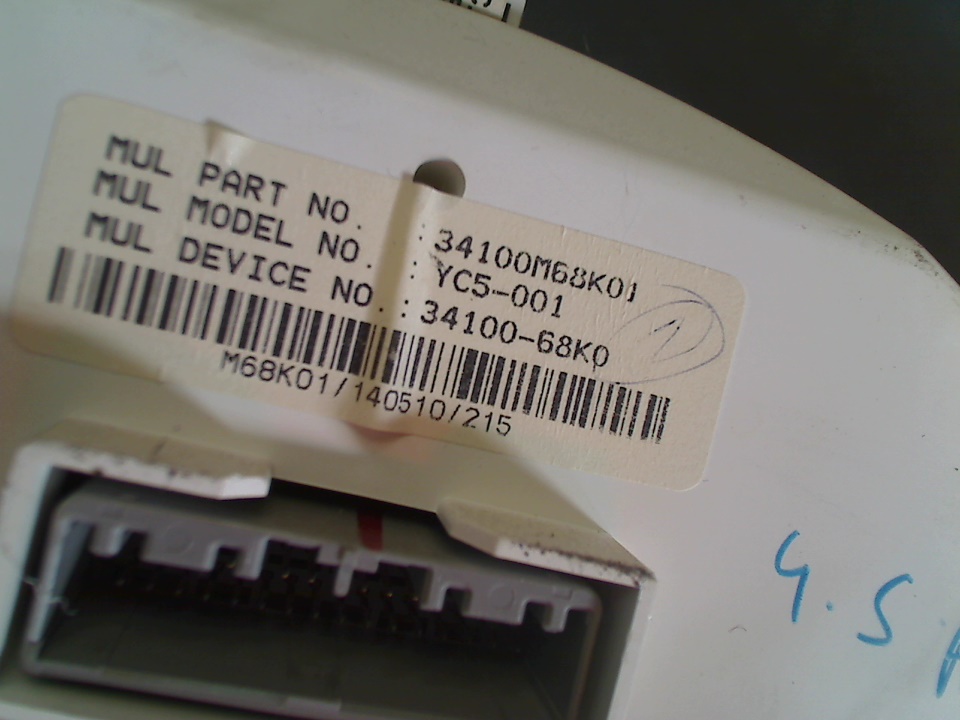 MUL PART NO. : 34100M68K01
MUL MODEL NO. : YC5-001
MUL DEVICE NO. : 34100-68K0
M68K01/140510/215
4.5